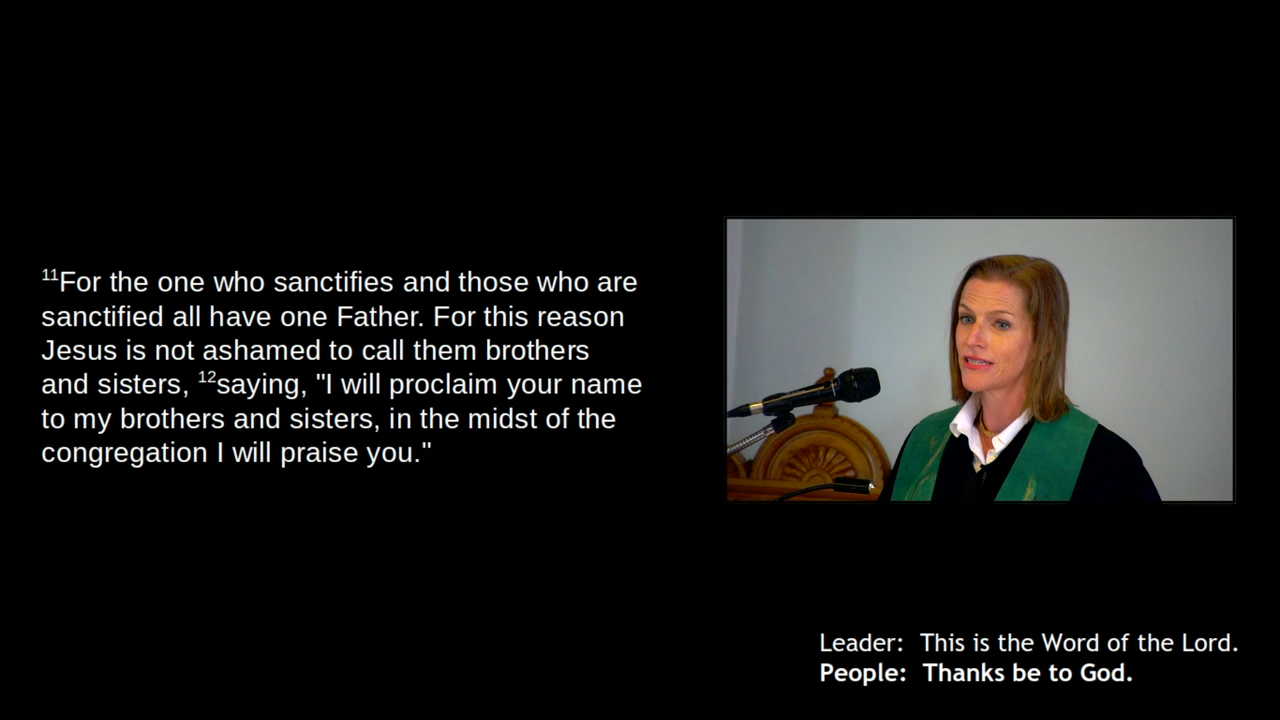 11For the one who sanctifies and those who are
sanctified all have one Father. For this reason
Jesus is not ashamed to call them brothers
and sisters, 12saying, "I will proclaim your name
to my brothers and sisters, in the midst of the
congregation I will praise you."
Leader: This is the Word of the Lord.
People: Thanks be to God.